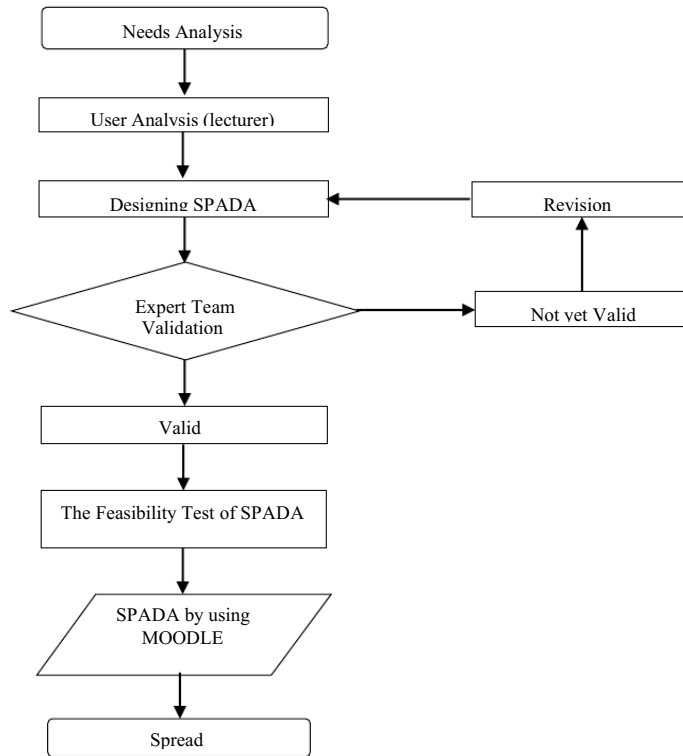 Needs Analysis
User Analysis (lecturer)
Designing SPADA
Revision
Expert Team
Validation
Not yet Valid
Valid
The Feasibility Test of SPADA
SPADA by using
MOODLE
Spread